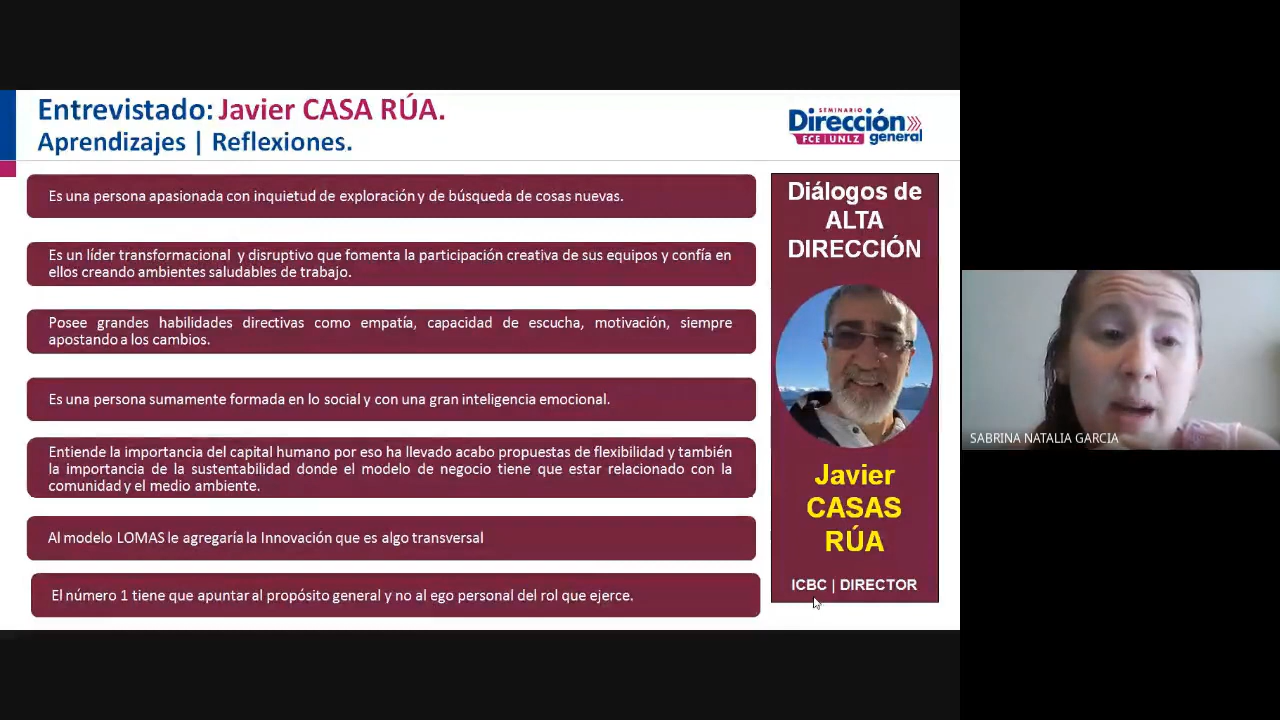 Entrevistado: Javier CASA RÚA.
Aprendizajes | Reflexiones.
SEMINARIO
Dirección
general
FCE | UNLZ
Es una persona apasionada con inquietud de exploración y de búsqueda de cosas nuevas.
Es un líder transformacional y disruptivo que fomenta la participación creativa de sus equipos y confía en
ellos creando ambientes saludables de trabajo.
Posee grandes habilidades directivas como empatía, capacidad de escucha, motivación, siempre
apostando a los cambios.
Es una persona sumamente formada en lo social y con una gran inteligencia emocional.
Entiende la importancia del capital humano por eso ha llevado acabo propuestas de flexibilidad y también
la importancia de la sustentabilidad donde el modelo de negocio tiene que estar relacionado con la
comunidad y el medio ambiente.
Al modelo LOMAS le agregaría la Innovación que es algo transversal
El número 1 tiene que apuntar al propósito general y no al ego personal del rol que ejerce.
Diálogos de
ALTA
DIRECCIÓN
Javier
CASAS
RÚA
ICBC | DIRECTOR
SABRINA NATALIA GARCIA